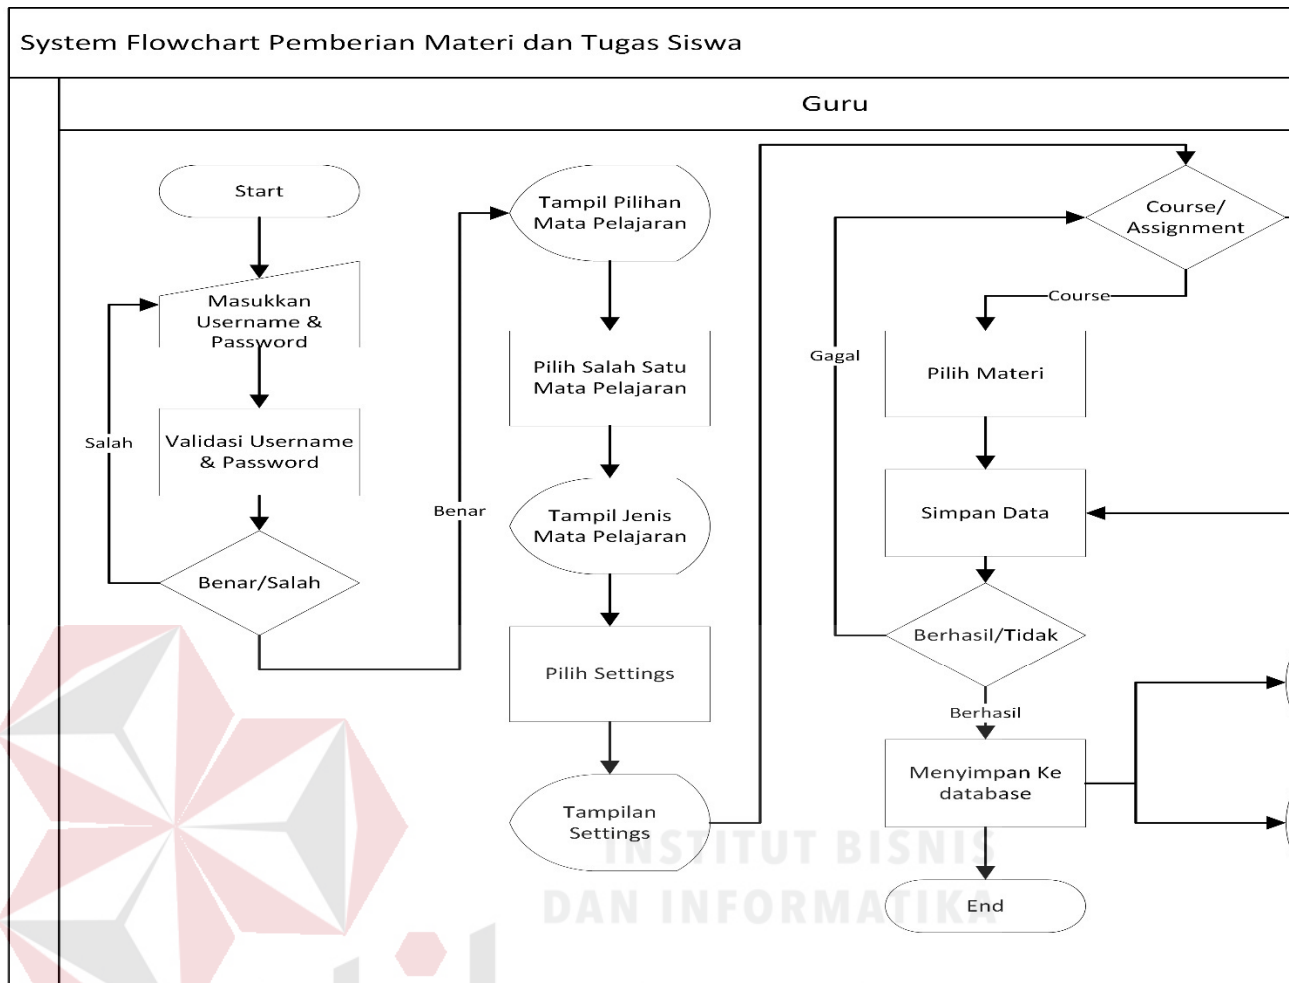 System Flowchart Pemberian Materi dan Tugas Siswa
Guru
Start
Masukkan
Username &
Password
Validasi Username
& Password
Salah
Benar/Salah
Benar
Tampil Pilihan
Mata Pelajaran
Pilih Salah Satu
Mata Pelajaran
Tampil Jenis
Mata Pelajaran
Pilih Settings
Tampilan
Settings
Course/
Assignment
Course
Gagal
Pilih Materi
Simpan Data
Berhasil/Tidak
Berhasil
Menyimpan Ke
database
End
INSTITUT BISNIS
DAN INFORMATIKA